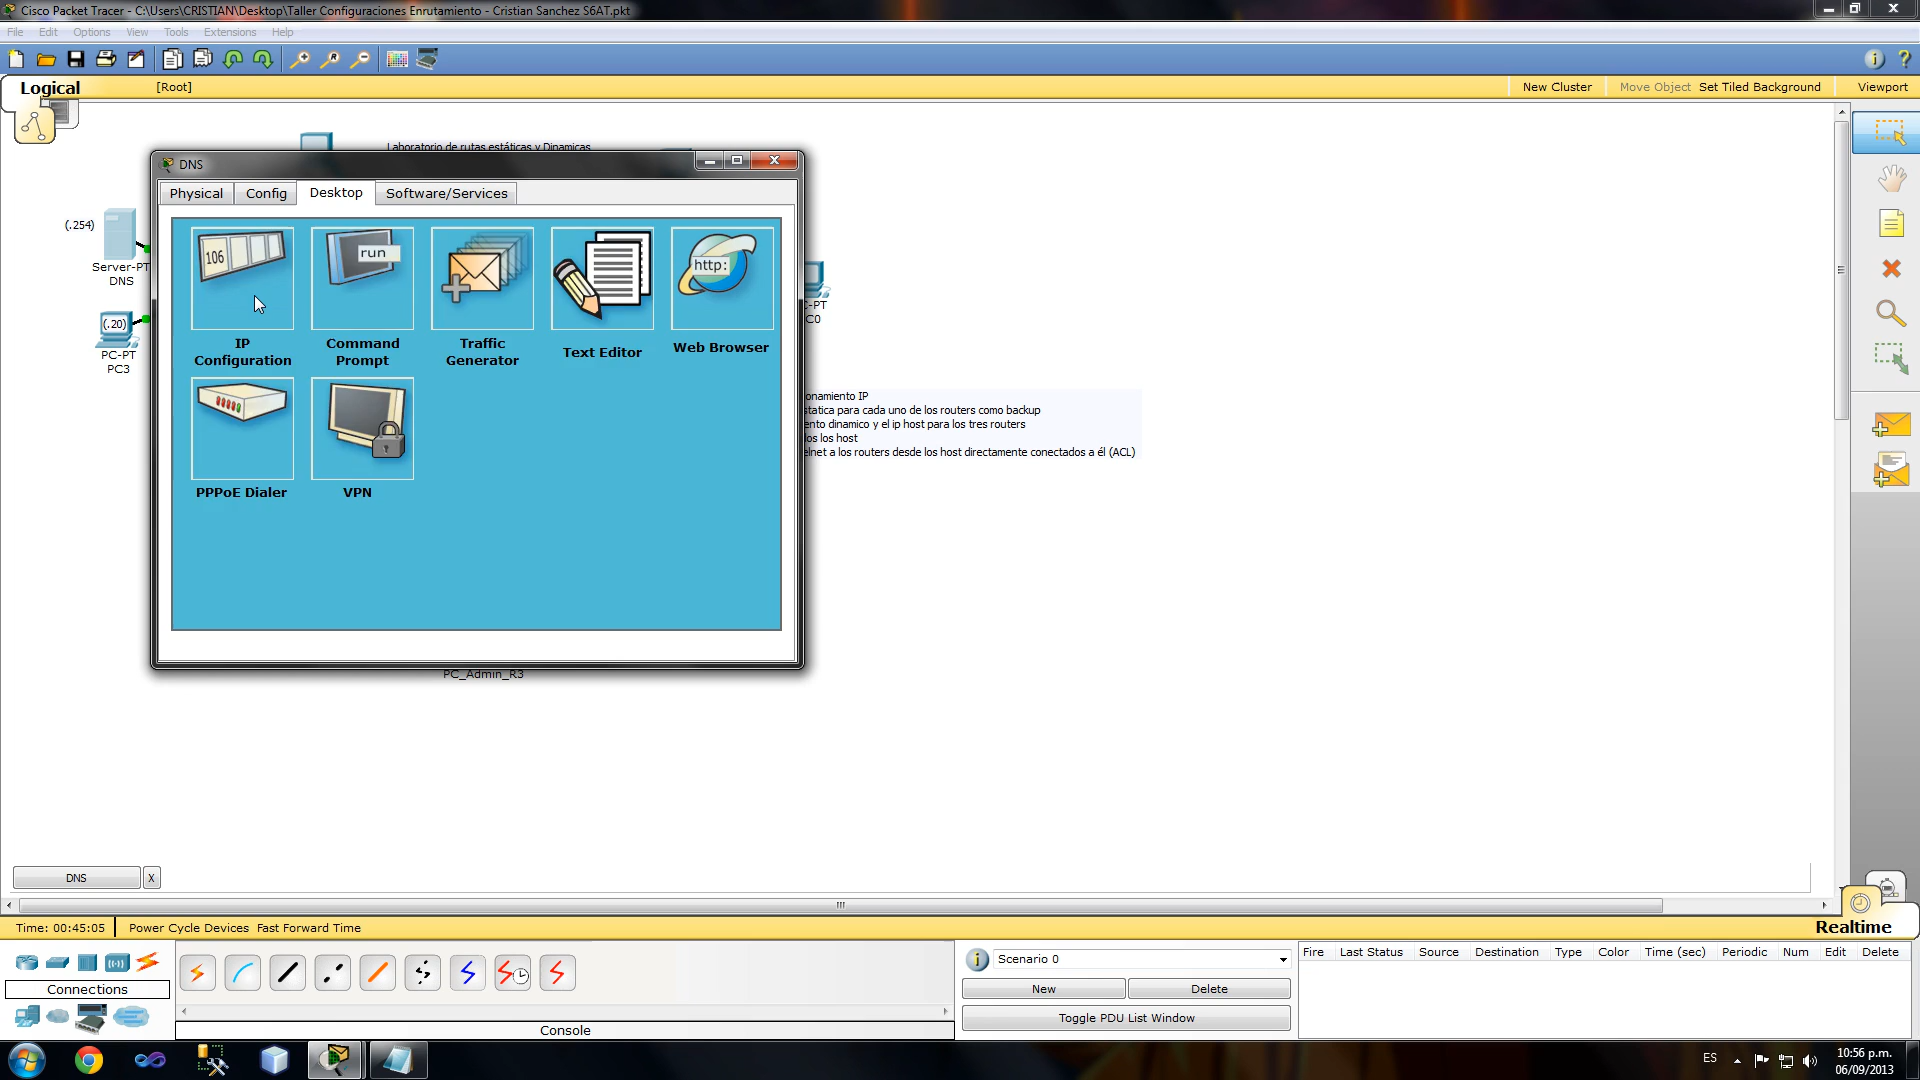 Cisco Packet Tracer - C:\Users\CRISTIAN\Desktop\Taller Configuraciones Enrutamiento - Cristian Sanchez S6AT.pkt
File Edit Options View Tools Extensions Help
Logical [Root] New Cluster Move Object Set Tiled Background Viewport
Laboratorio de rutas estáticas y Dinamicas
DNS
Physical Config Desktop Software/Services
(.254)
Server-PT
DNS
(.20)
PC-PT
PC3
106
run
http:
IP Configuration
Command Prompt
Traffic Generator
Text Editor
Web Browser
PPPoE Dialer
VPN
C-PT
C0
onamiento IP
statica para cada uno de los routers como backup
ento dinamico y el ip host para los tres routers
los los host
elnet a los routers desde los host directamente conectados a él (ACL)
PC_Admin_R3
DNS X
Time: 00:45:05 Power Cycle Devices Fast Forward Time Realtime
Connections
Console
Scenario 0
New Delete
Toggle PDU List Window
Fire Last Status Source Destination Type Color Time (sec) Periodic Num Edit Delete
ES
10:56 p.m.
06/09/2013